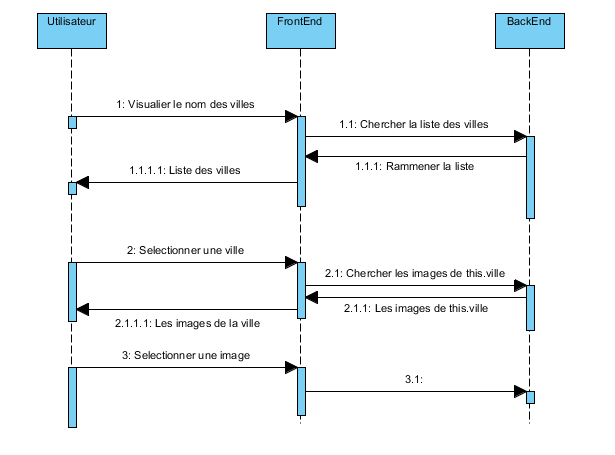 Utilisateur
FrontEnd
BackEnd
1: Visualier le nom des villes
1.1: Chercher la liste des villes
1.1.1: Rammener la liste
1.1.1.1: Liste des villes
2: Selectionner une ville
2.1: Chercher les images de this.ville
2.1.1: Les images de this.ville
2.1.1.1: Les images de la ville
3: Selectionner une image
3.1: